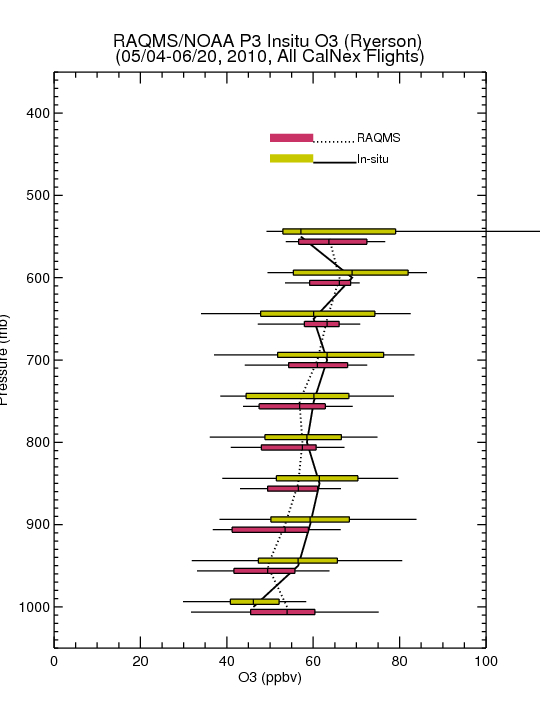 RAQMS/NOAA P3 Insitu O3 (Ryerson)
(05/04-06/20, 2010, All CalNex Flights)
400
RAQMS
In-situ
500
600
Pressure (mb)
700
800
900
1000
0 20 40 60 80 100
O3 (ppbv)